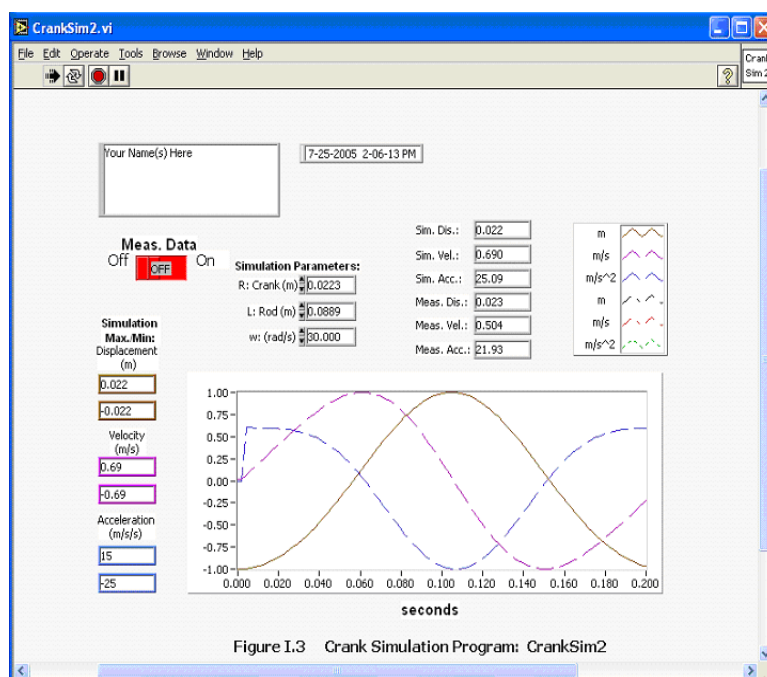 CrankSim2.vi
File Edit Operate Tools Browse Window Help
?
Crank
Sim 2
Your Name(s) Here
7-25-2005 2-06-13 PM
Meas. Data
Off OFF On
Simulation Parameters:
R: Crank (m) 0.0223
L: Rod (m) 0.0889
w: (rad/s) 30.000
Sim. Dis.: 0.022
Sim. Vel.: 0.690
Sim. Acc.: 25.09
Meas. Dis.: 0.023
Meas. Vel.: 0.504
Meas. Acc.: 21.93
m
m/s
m/s^2
m
m/s
m/s^2
Simulation
Max./Min:
Displacement
(m)
0.022
-0.022
Velocity
(m/s)
0.69
-0.69
Acceleration
(m/s/s)
15
-25
1.00
0.75
0.50
0.25
0.00
-0.25
-0.50
-0.75
-1.00
0.000 0.020 0.040 0.060 0.080 0.100 0.120 0.140 0.160 0.180 0.200
seconds
Figure I.3 Crank Simulation Program: CrankSim2